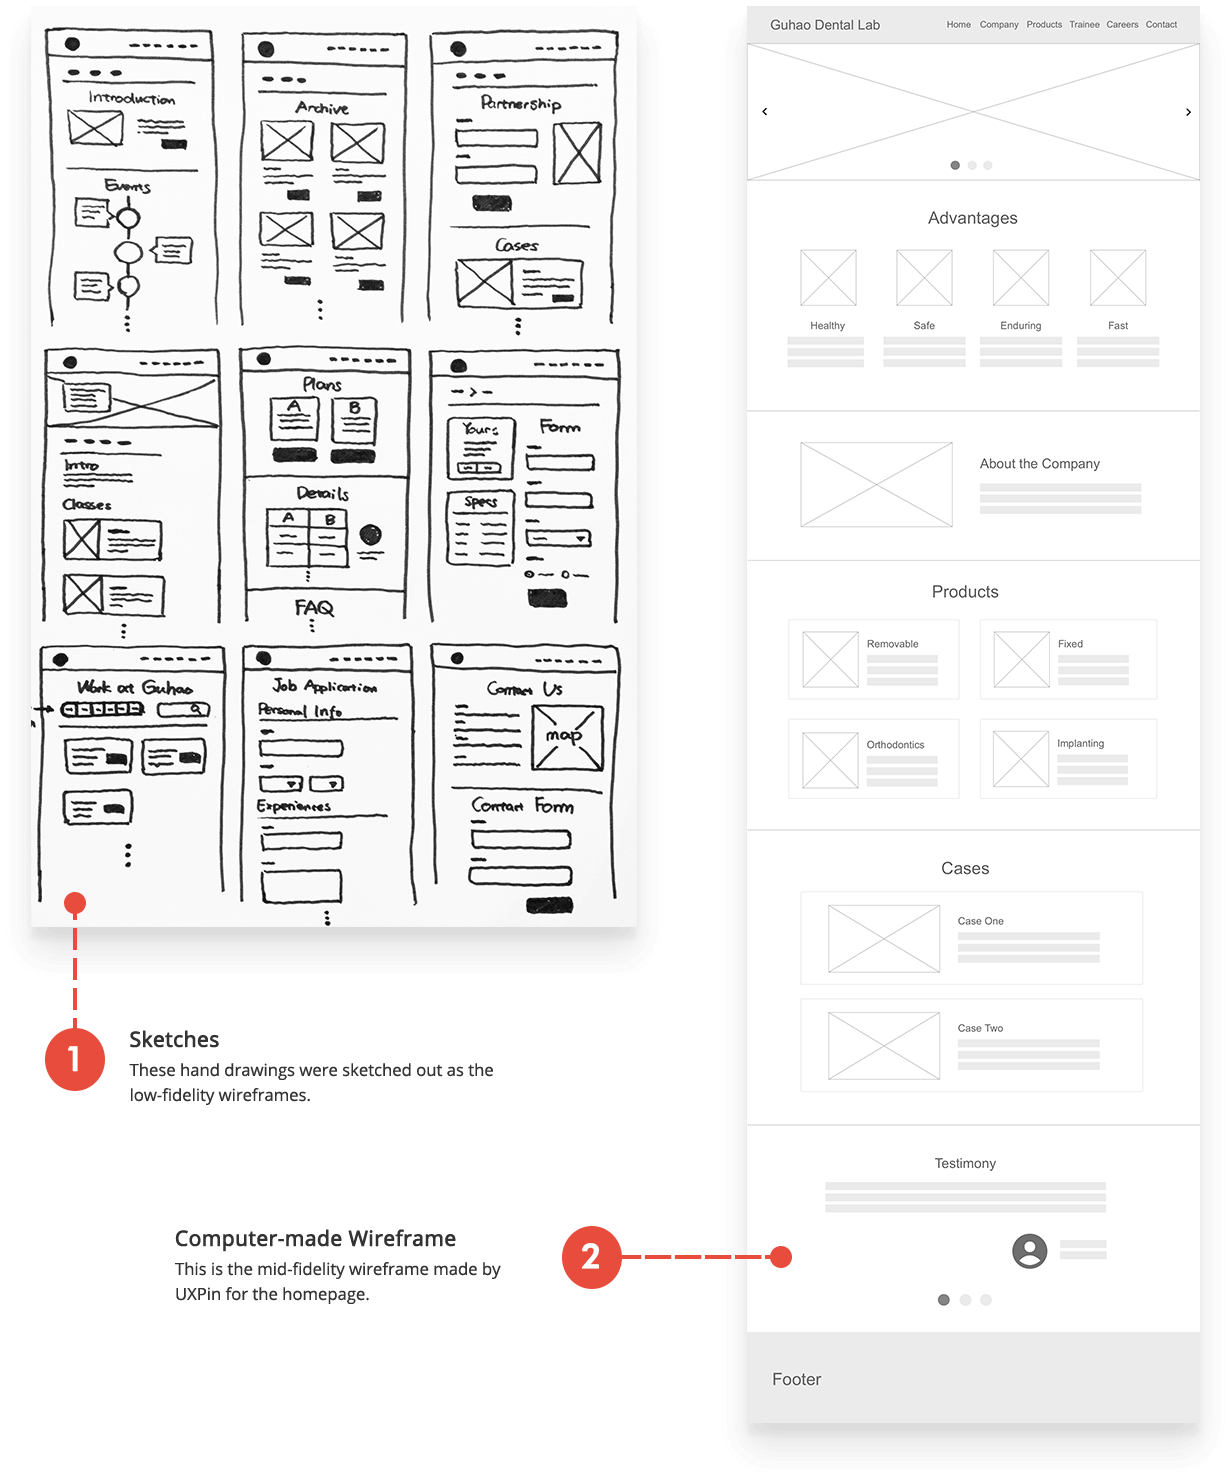 Introduction
Events
Archive
Partnership
Cases
Intro
Classes
Plans
A B
Details
A B
FAQ
Yours
Form
Specs
Work at Guhao
Job Application
Personal Info
Experiences
Contact Us
map
Contact Form
1
Sketches
These hand drawings were sketched out as the
low-fidelity wireframes.
Computer-made Wireframe
This is the mid-fidelity wireframe made by
UXPin for the homepage.
2
Guhao Dental Lab
Home Company Products Trainee Careers Contact
Advantages
Healthy Safe Enduring Fast
About the Company
Products
Removable Fixed
Orthodontics Implanting
Cases
Case One
Case Two
Testimony
Footer